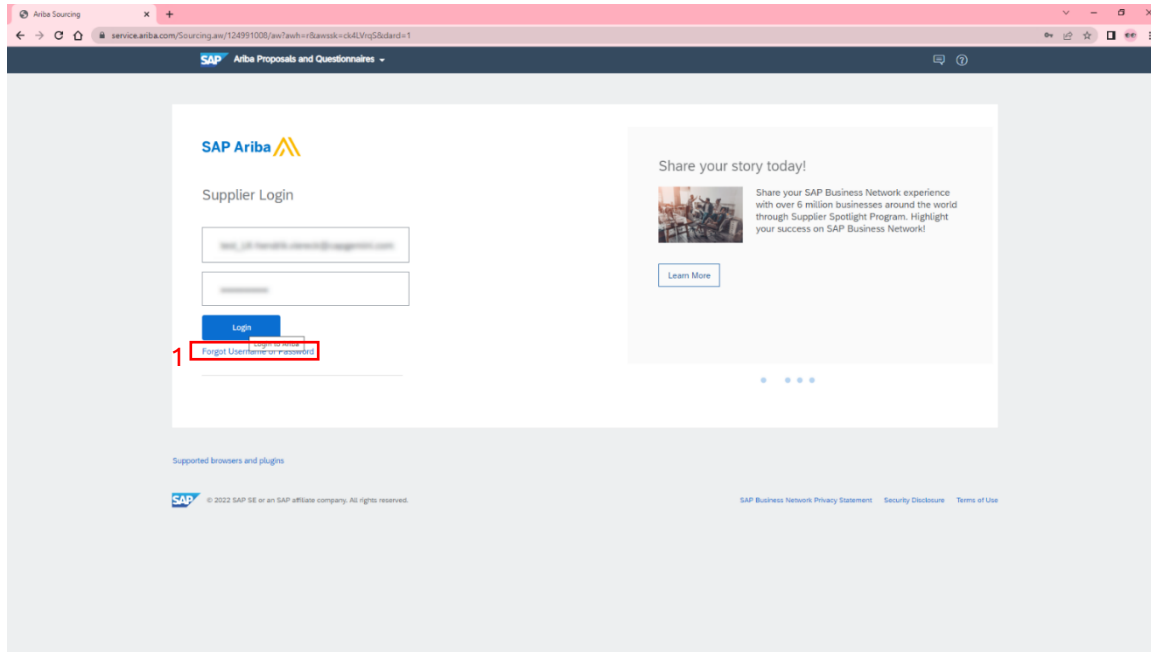 Ariba Sourcing
service.ariba.com/Sourcing.aw/124991008/aw?awh=r&awssk=ck4LVrqS&dard=1
SAP Ariba Proposals and Questionnaires
SAP Ariba
Supplier Login
Login
Login to Ariba
1
Forgot Username or Password
Share your story today!
Share your SAP Business Network experience
with over 6 million businesses around the world
through Supplier Spotlight Program. Highlight
your success on SAP Business Network!
Learn More
Supported browsers and plugins
SAP © 2022 SAP SE or an SAP affiliate company. All rights reserved.
SAP Business Network Privacy Statement Security Disclosure Terms of Use